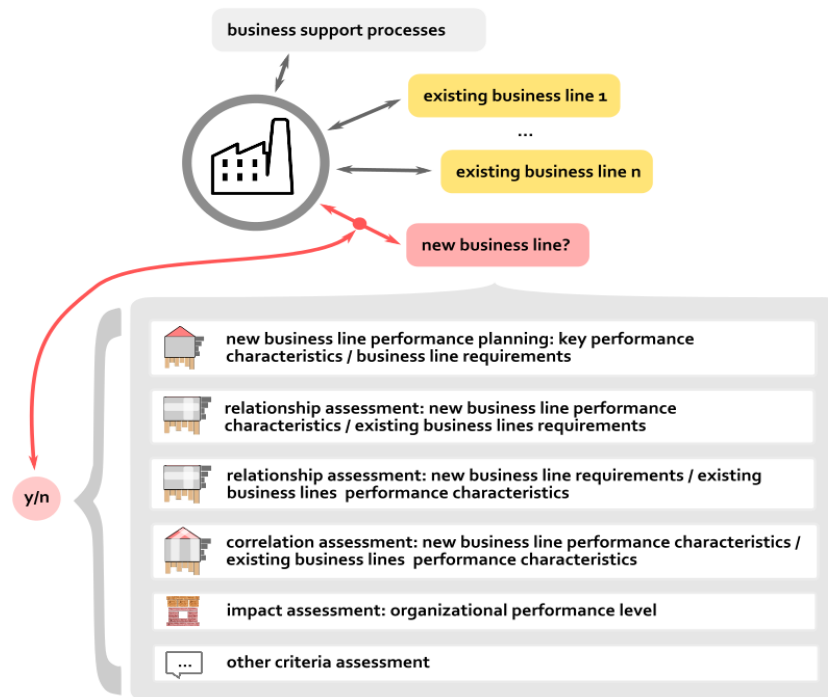 business support processes
existing business line 1
...
existing business line n
new business line?
new business line performance planning: key performance
characteristics / business line requirements
relationship assessment: new business line performance
characteristics / existing business lines requirements
y/n
relationship assessment: new business line requirements / existing
business lines performance characteristics
correlation assessment: new business line performance characteristics /
existing business lines performance characteristics
impact assessment: organizational performance level
...
other criteria assessment